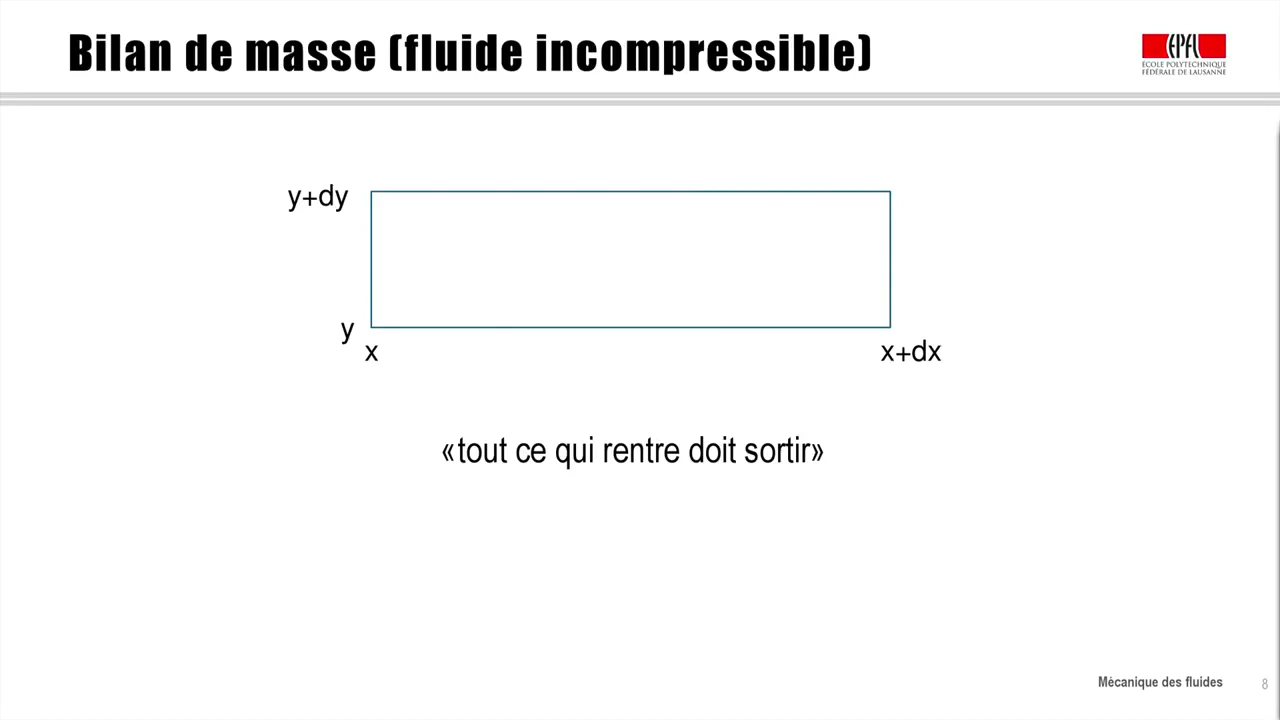 Bilan de masse (fluide incompressible)
EPFL
ÉCOLE POLYTECHNIQUE
FÉDÉRALE DE LAUSANNE
y+dy
y
x
x+dx
«tout ce qui rentre doit sortir»
Mécanique des fluides
8